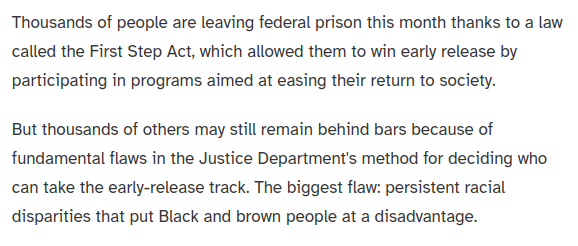 Thousands of people are leaving federal prison this month thanks to a law
called the First Step Act, which allowed them to win early release by
participating in programs aimed at easing their return to society.
But thousands of others may still remain behind bars because of
fundamental flaws in the Justice Department's method for deciding who
can take the early-release track. The biggest flaw: persistent racial
disparities that put Black and brown people at a disadvantage.